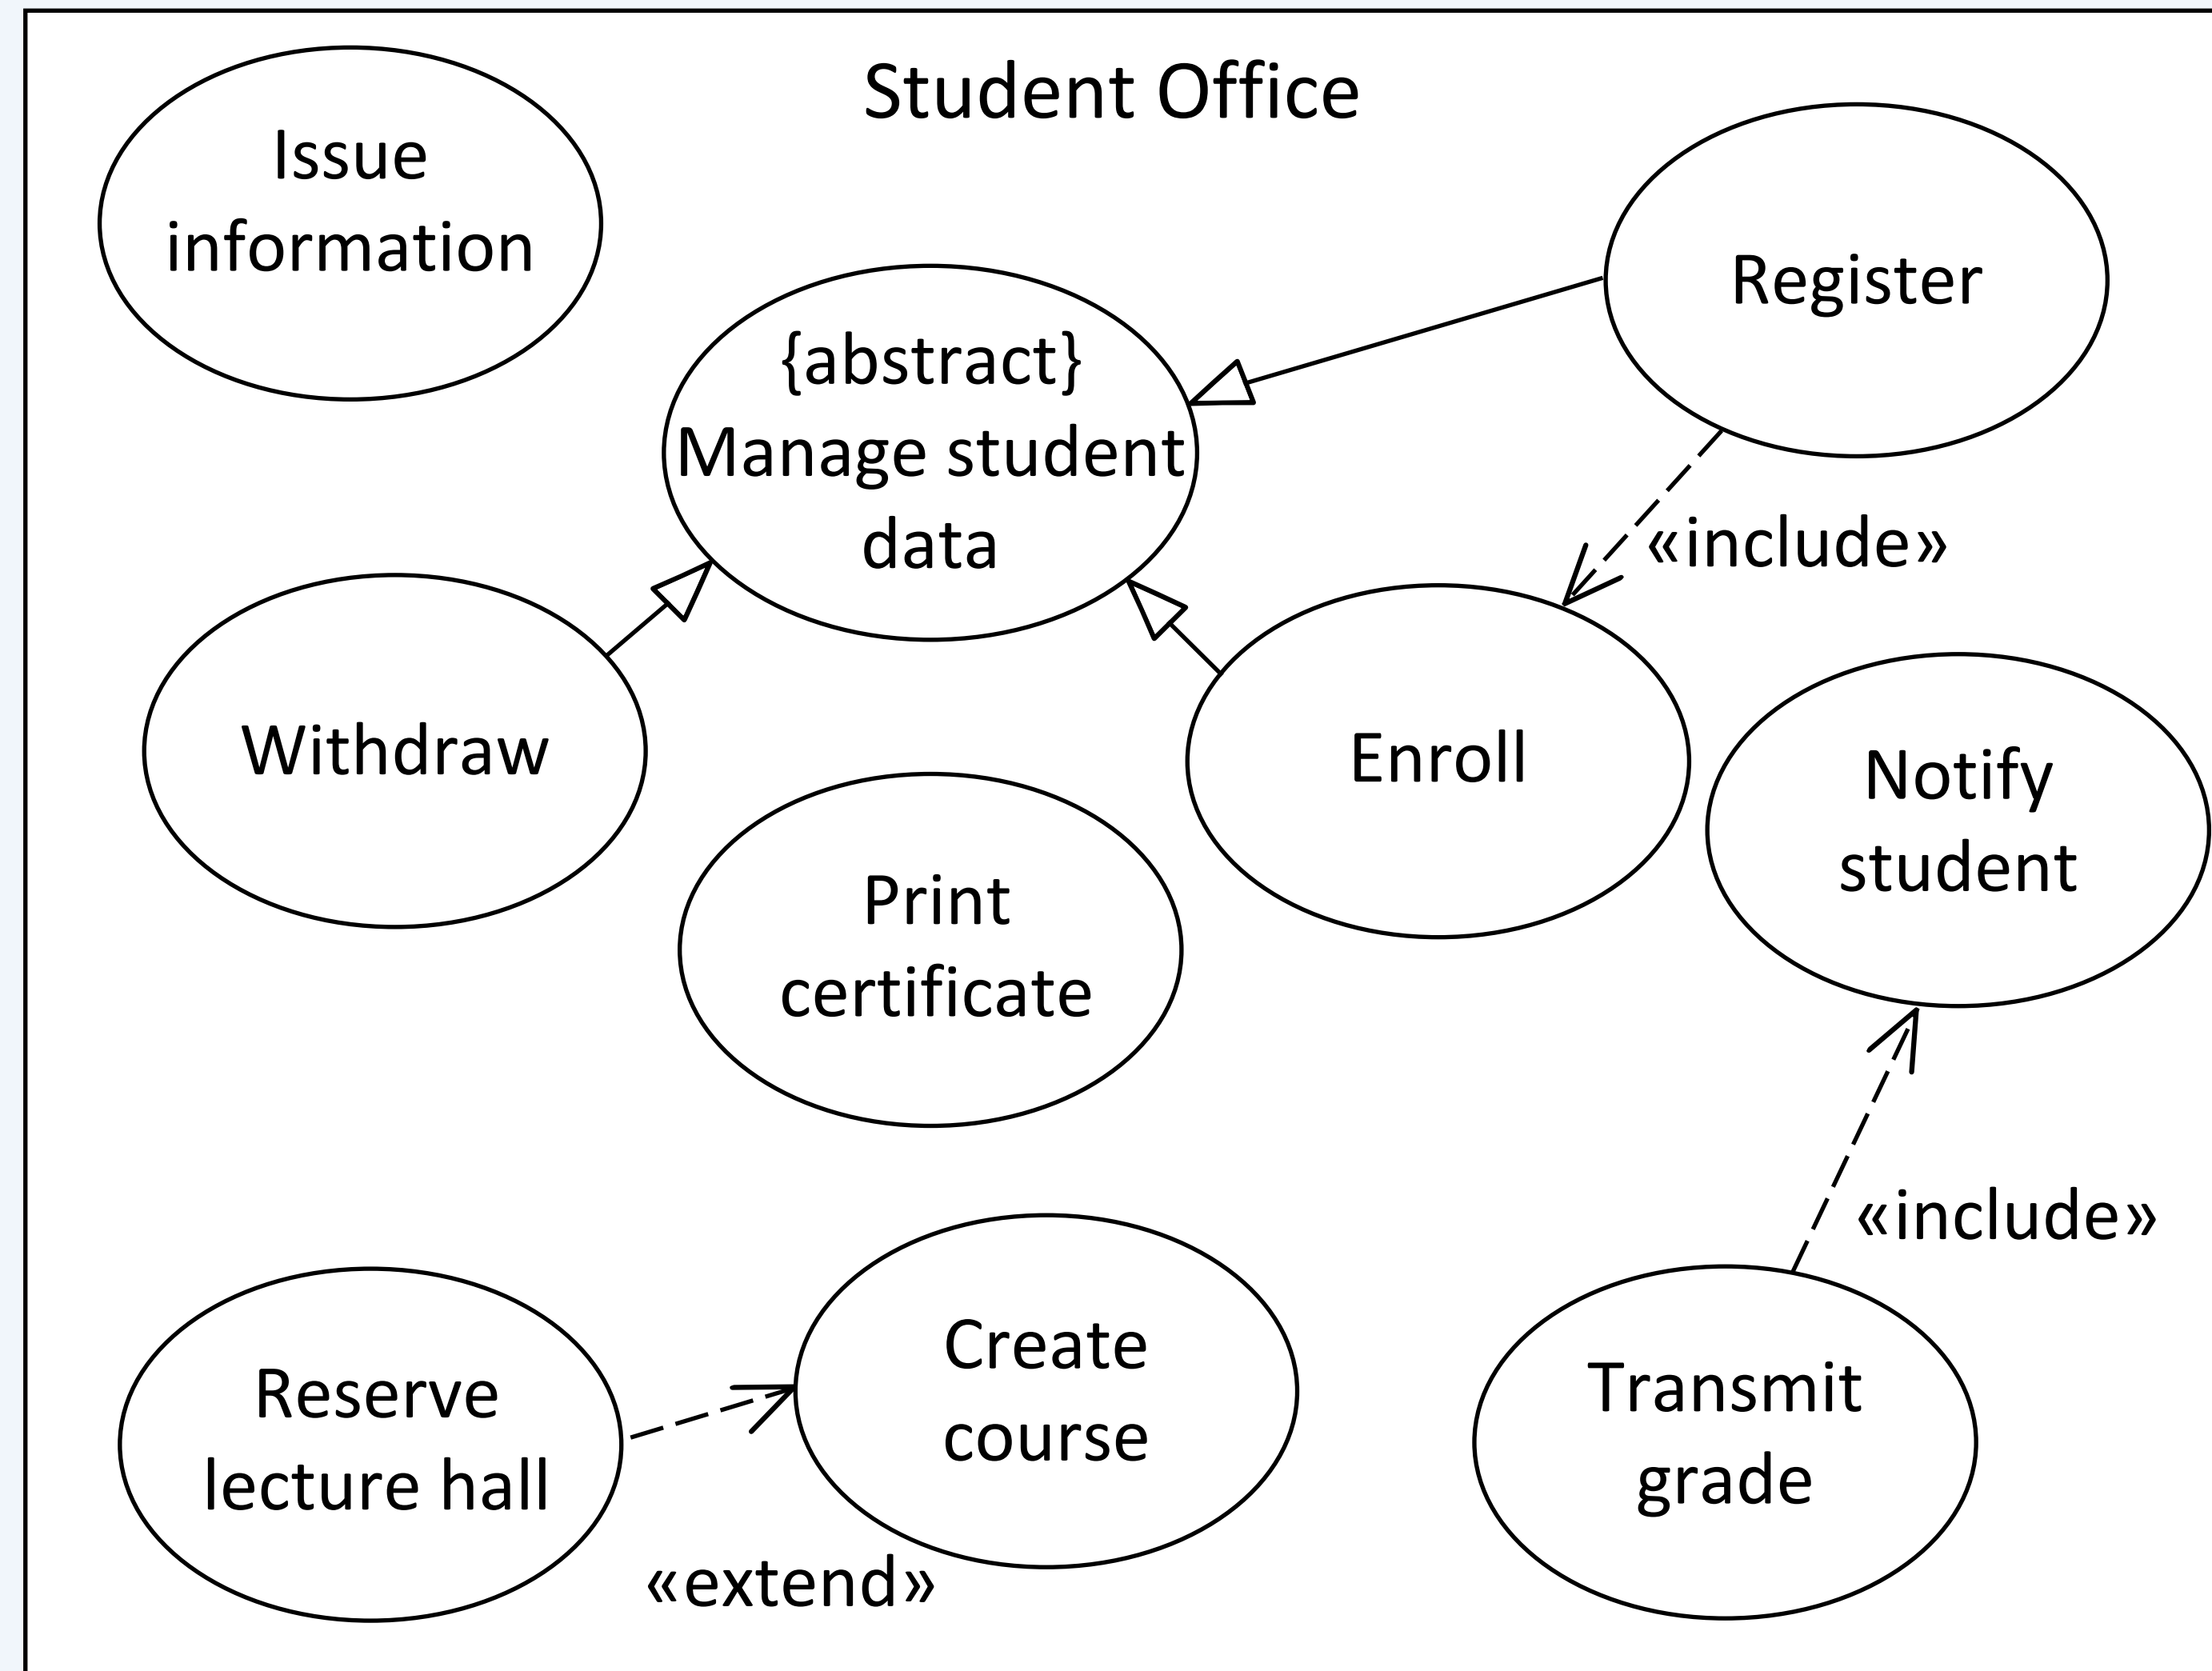 Student Office
Issue
information
Register
{abstract}
Manage student
data
«include»
Withdraw
Enroll
Notify
student
Print
certificate
«include»
Create
course
Reserve
lecture hall
Transmit
grade
«extend»